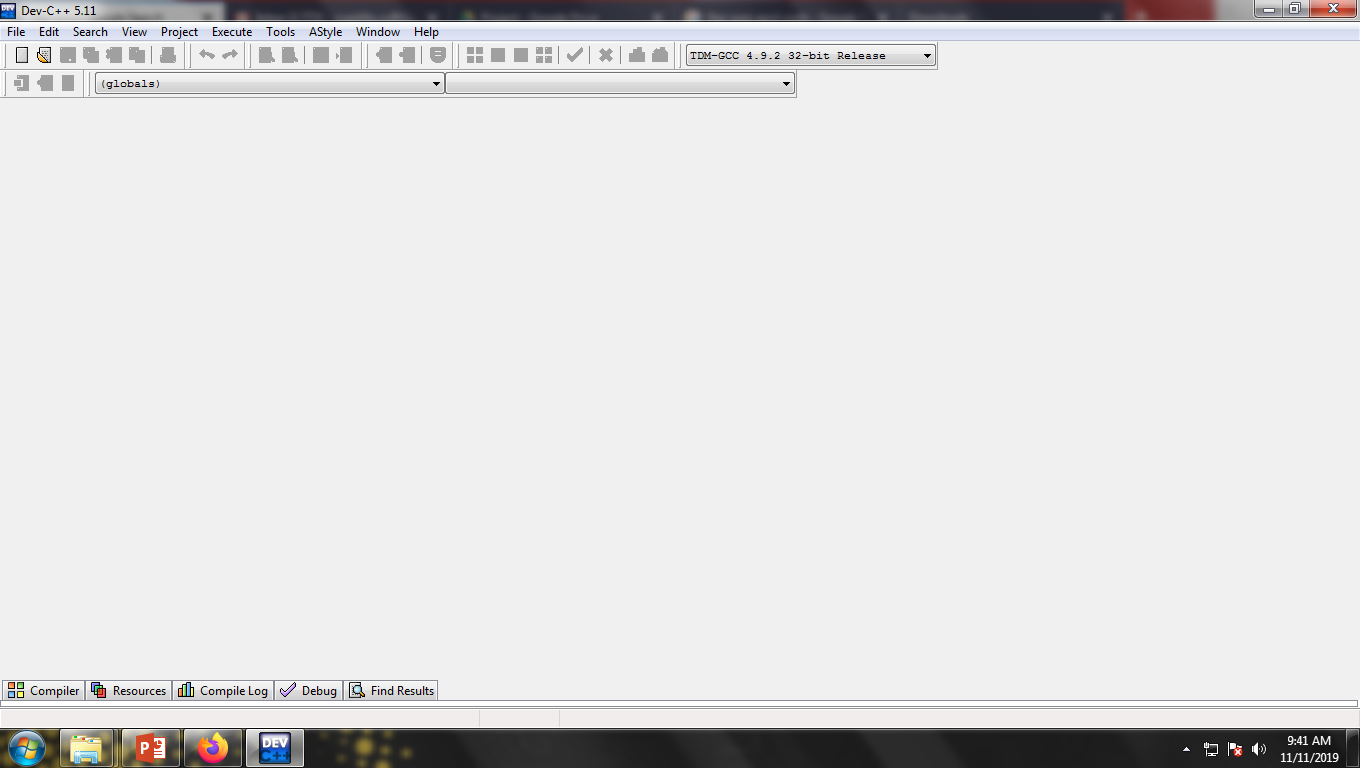 Dev-C++ 5.11
File Edit Search View Project Execute Tools AStyle Window Help
TDM-GCC 4.9.2 32-bit Release
(globals)
Compiler Resources Compile Log Debug Find Results
DEV
C++
9:41 AM
11/11/2019